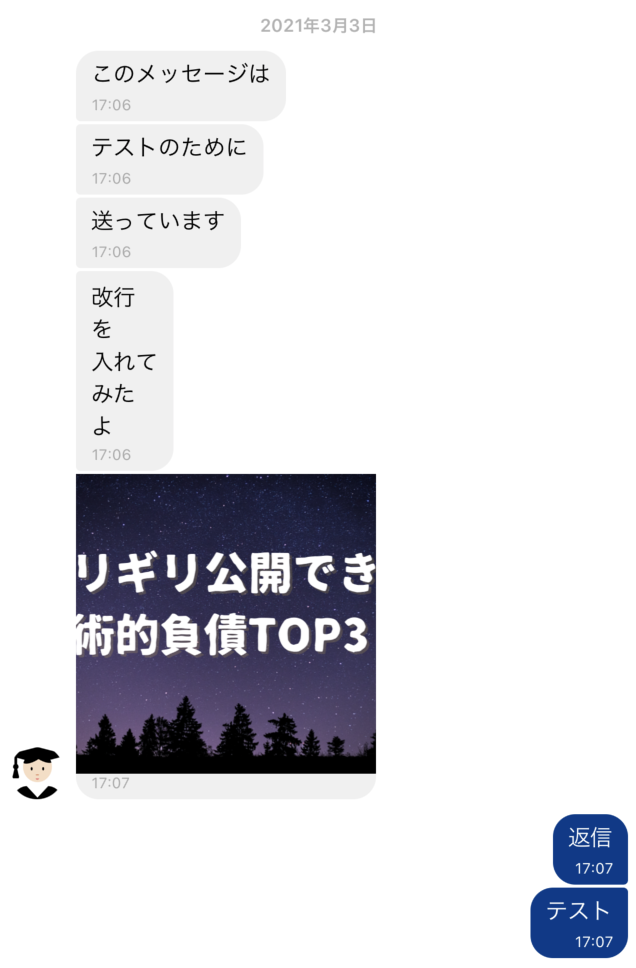 2021年3月3日
このメッセージは
17:06
テストのために
17:06
送っています
17:06
改行
を
入れて
みた
よ
17:06
リギリ公開でき
術的負債TOP3
17:07
返信
17:07
テスト
17:07